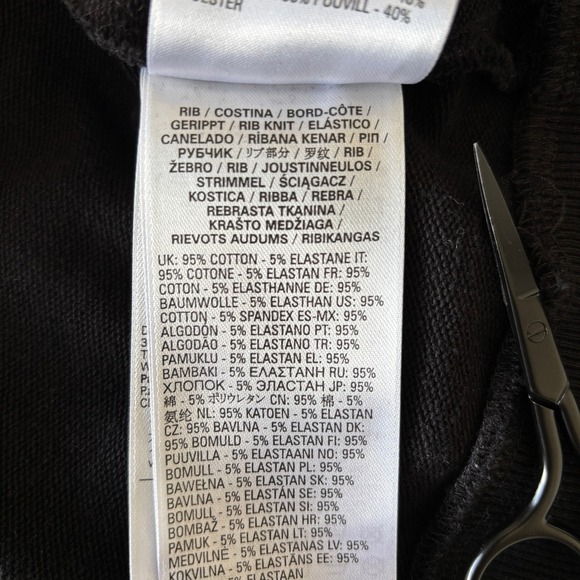 PUUVILL - 40%
RIB / COSTINA / BORD-CÔTE /
GERIPPT / RIB KNIT / ELÁSTICO /
CANELADO / RİBANA KENAR / ΡΙΠ /
РУБЧИК / リブ部分 / 罗纹 / RIB /
ŽEBRO / RIB / JOUSTINNEULOS /
STRIMMEL / ŚCIĄGACZ /
KOSTICA / RIBBA / REBRA /
REBRASTA TKANINA /
KRAŠTO MEDŽIAGA /
RIEVOTS AUDUMS / RIBIKANGAS
UK: 95% COTTON - 5% ELASTANE IT:
95% COTONE - 5% ELASTAN FR: 95%
COTON - 5% ELASTHANNE DE: 95%
BAUMWOLLE - 5% ELASTHAN US: 95%
COTTON - 5% SPANDEX ES-MX: 95%
ALGODÓN - 5% ELASTANO PT: 95%
ALGODÃO - 5% ELASTANO TR: 95%
PAMUKLU - 5% ELASTAN EL: 95%
BAMBAKI - 5% ΕΛΑΣΤΑΝΗ RU: 95%
ХЛОПОК - 5% ЭЛАСТАН JP: 95%
綿 - 5% ポリウレタン CN: 95% 棉 - 5%
氨纶 NL: 95% KATOEN - 5% ELASTAN
CZ: 95% BAVLNA - 5% ELASTAN DK:
95% BOMULD - 5% ELASTAN FI: 95%
PUUVILLA - 5% ELASTAANI NO: 95%
BOMULL - 5% ELASTAN PL: 95%
BAWEŁNA - 5% ELASTAN SK: 95%
BAVLNA - 5% ELASTÁN SE: 95%
BOMULL - 5% ELASTAN SI: 95%
BOMBAŽ - 5% ELASTAN HR: 95%
PAMUK - 5% ELASTAN LT: 95%
MEDVILNĖ - 5% ELASTANAS LV: 95%
KOKVILNA - 5% ELASTĀNS EE: 95%
- 5% ELASTAAN